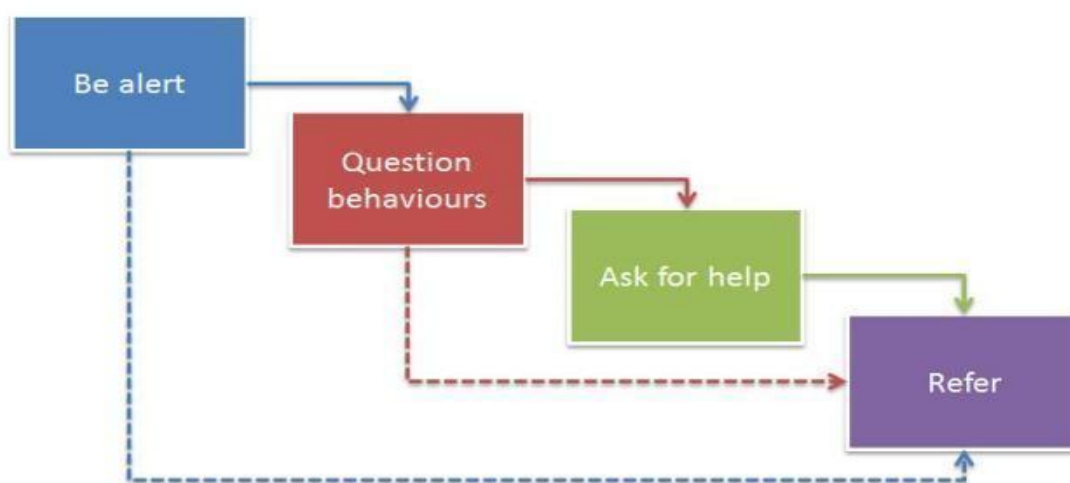 Be alert
Question
behaviours
Ask for help
Refer